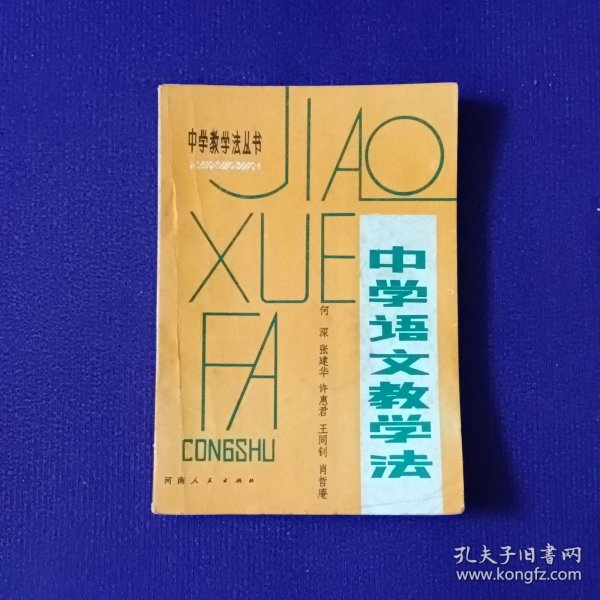 中学教学法丛书
JIAO
XUE
FA
CONGSHU
中学语文教学法
何深 张建华 许惠君 王同钊 肖哲庵
河南人民出版社
孔夫子旧书网
www.kongfz.com